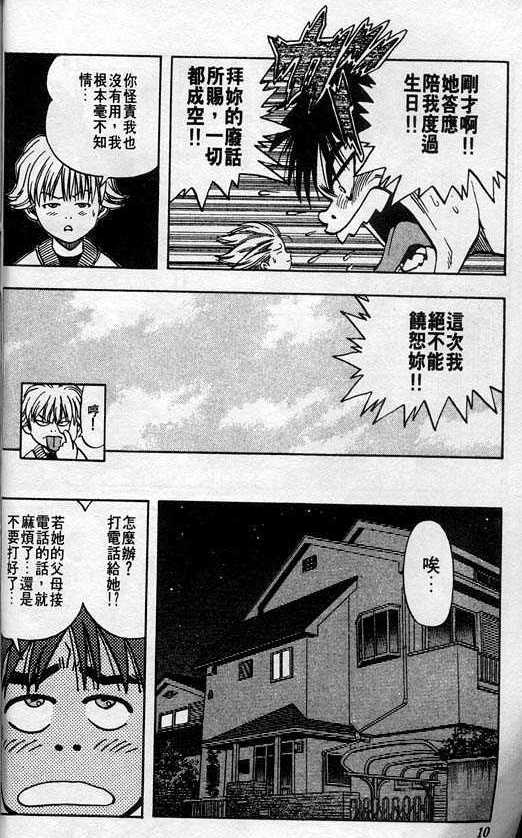 剛才啊!!
她答應
陪我度過
生日!!
拜妳的廢話
所賜，一切
都成空!!
你怪責我也
沒有用，我
根本毫不知
情…
這次我
絕不能
饒恕妳!!
哼！
唉…
怎麼辦？
打電話給她!?
若她的父母接
電話的話，就
麻煩了…還是
不要打好了…
10